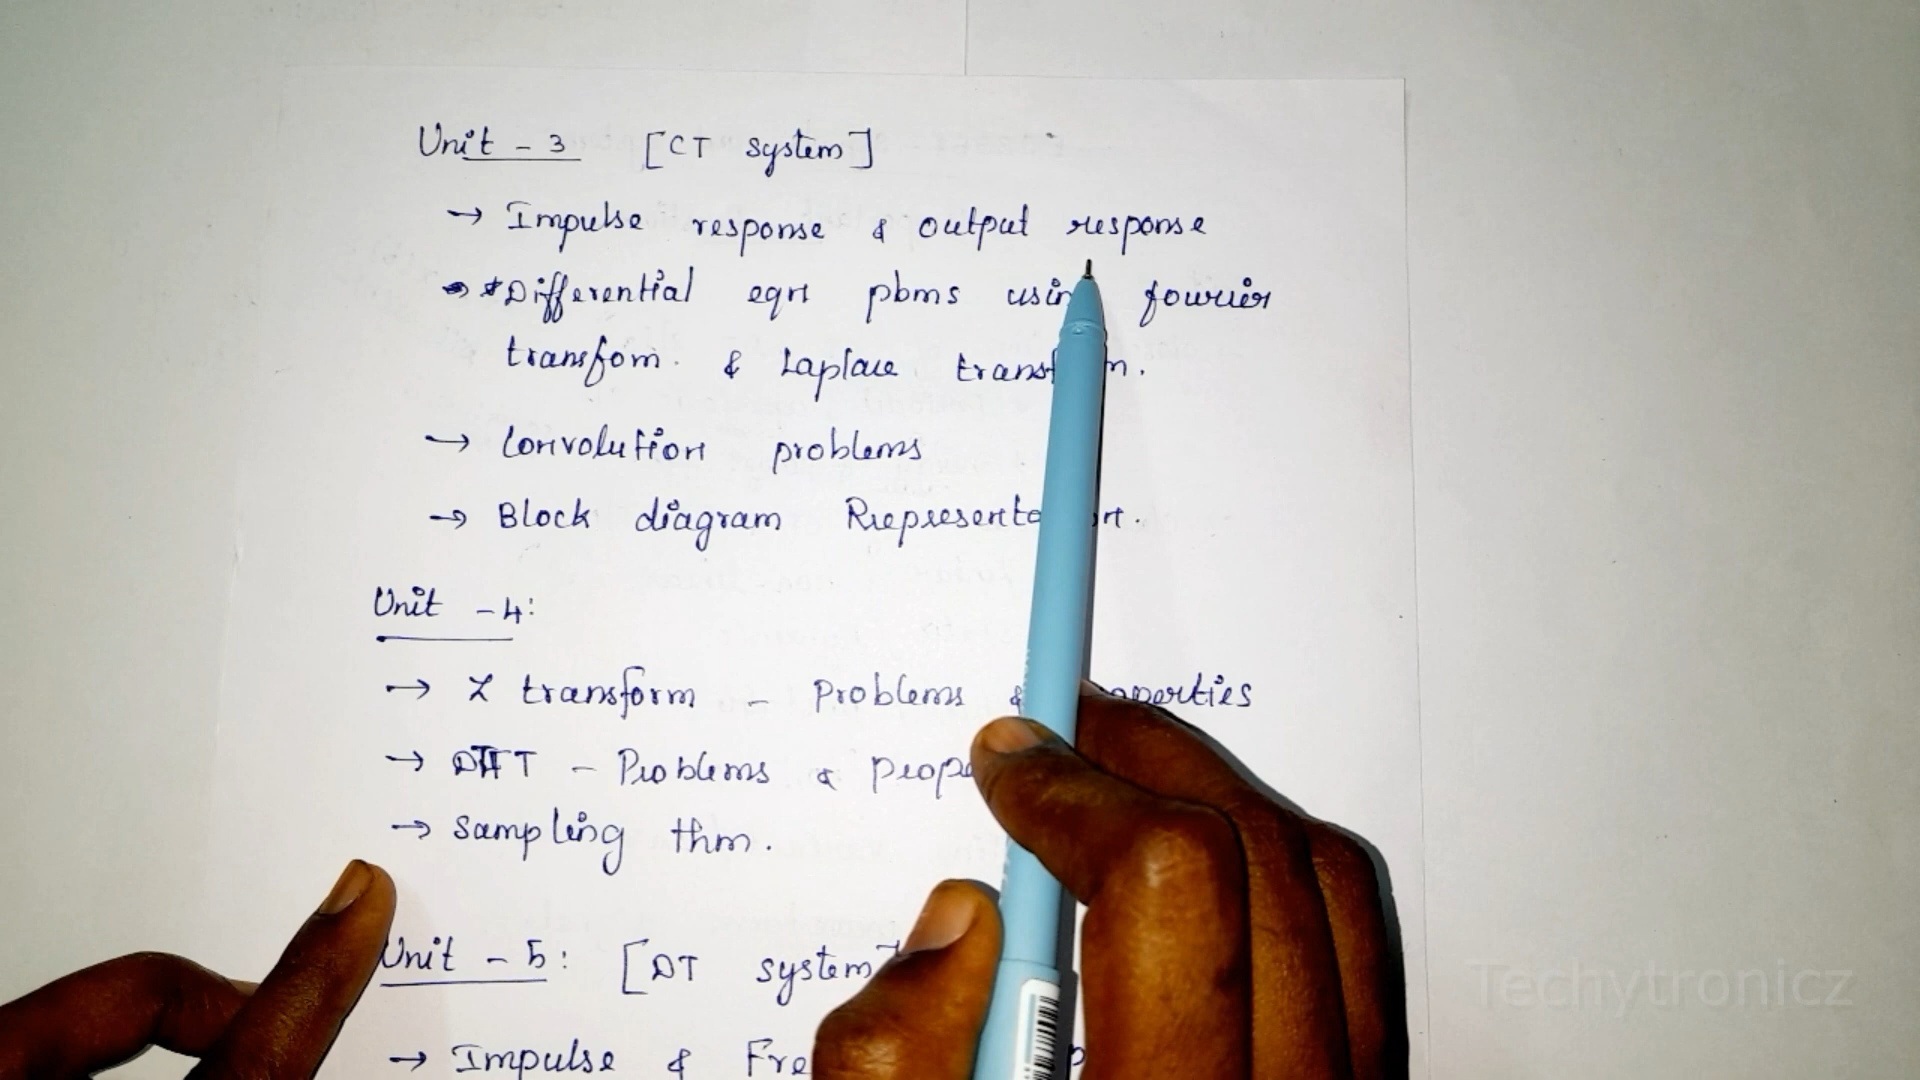 Unit - 3 [CT system]
→ Impulse response & output response
→ *Differential eqn pbms using fourier
transfom. & Laplace transfom.
→ Convolution problems
→ Block diagram Representation.
Unit - 4:
→ Z transform - Problems & properties
→ DTFT - Problems & prope
→ Sampling thm.
Unit - 5: [DT system]
→ Impulse & Fre
Techytronicz